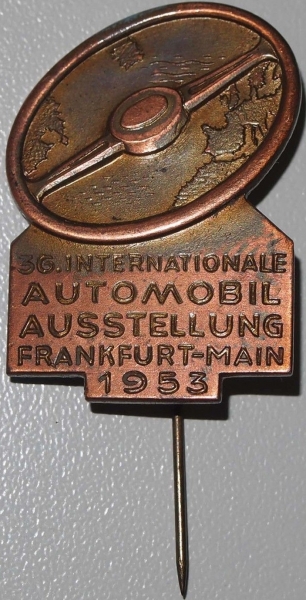 36. INTERNATIONALE
AUTOMOBIL
AUSSTELLUNG
FRANKFURT-MAIN
1953